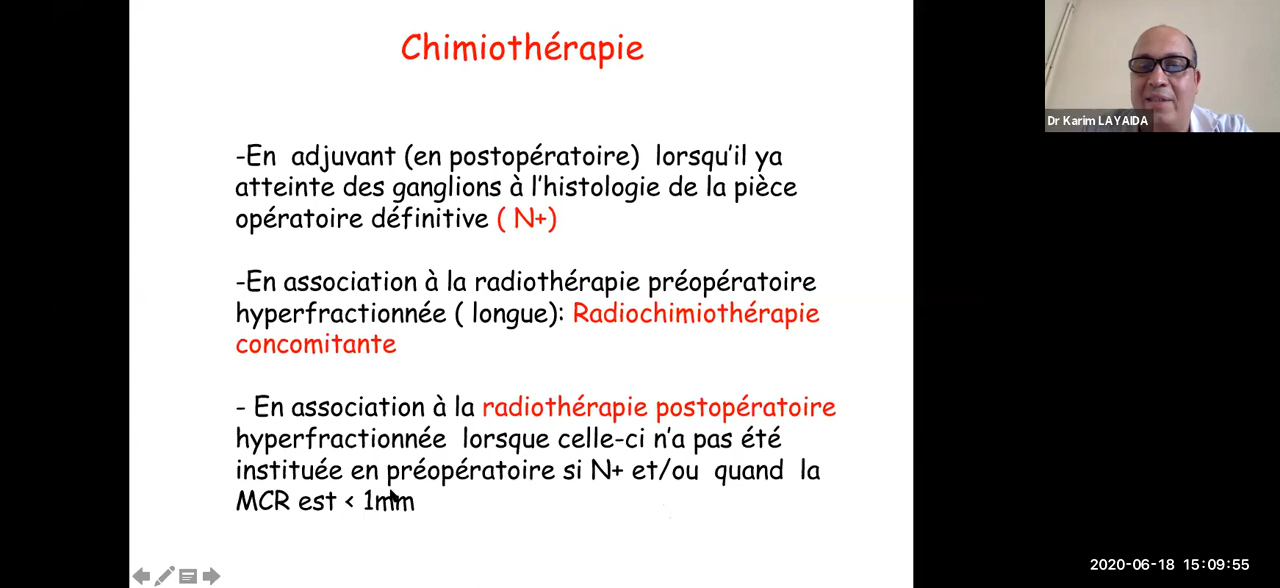 Chimiothérapie
-En adjuvant (en postopératoire) lorsqu'il ya
atteinte des ganglions à l'histologie de la pièce
opératoire définitive ( N+)
-En association à la radiothérapie préopératoire
hyperfractionnée ( longue): Radiochimiothérapie
concomitante
- En association à la radiothérapie postopératoire
hyperfractionnée lorsque celle-ci n'a pas été
instituée en préopératoire si N+ et/ou quand la
MCR est < 1mm
Dr Karim LAYAIDA
2020-06-18 15:09:55